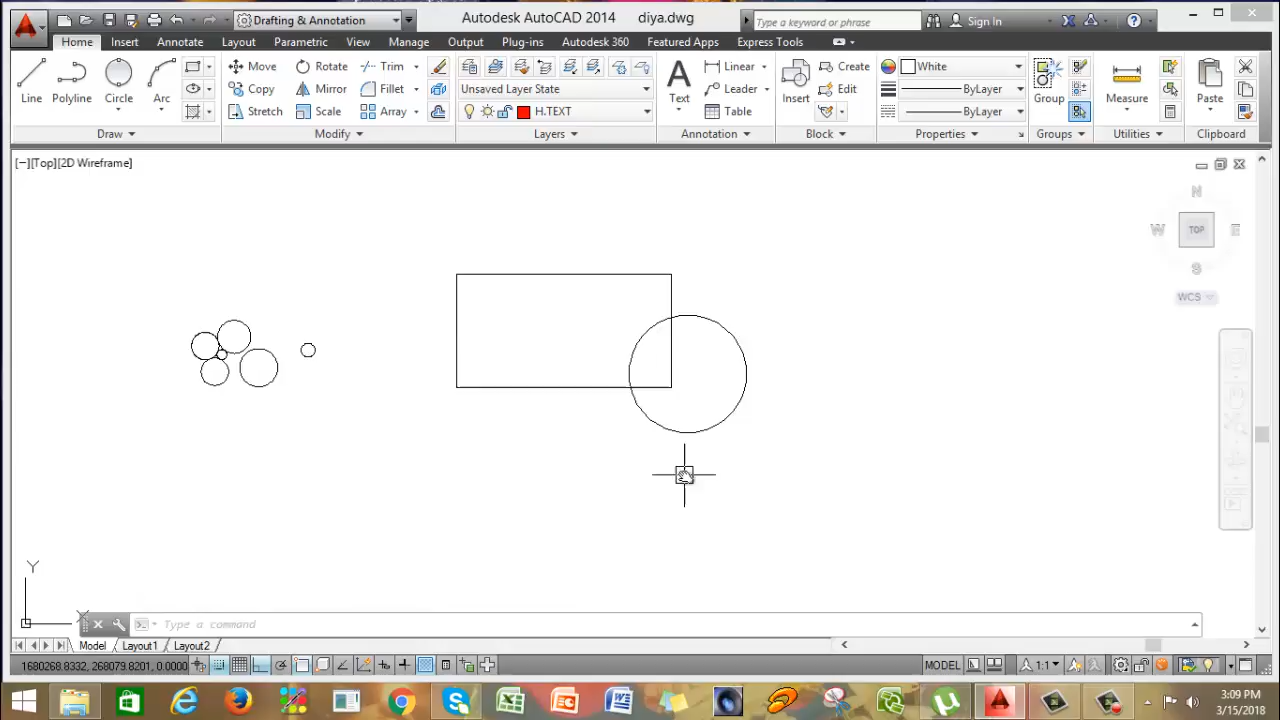 Drafting & Annotation
Autodesk AutoCAD 2014 diya.dwg
Type a keyword or phrase
Sign In
Home Insert Annotate Layout Parametric View Manage Output Plug-ins Autodesk 360 Featured Apps Express Tools
Line Polyline Circle Arc
Move Rotate Trim
Copy Mirror Fillet
Stretch Scale Array
Unsaved Layer State
H.TEXT
Text
Linear
Leader
Table
Insert
Create
Edit
White
ByLayer
ByLayer
Group
Measure
Paste
Draw Modify Layers Annotation Block Properties Groups Utilities Clipboard
[−][Top][2D Wireframe]
N
W TOP E
S
WCS
Y
X
Type a command
Model Layout1 Layout2
1680268.8332, 268079.8201, 0.0000
MODEL
1:1
3:09 PM
3/15/2018